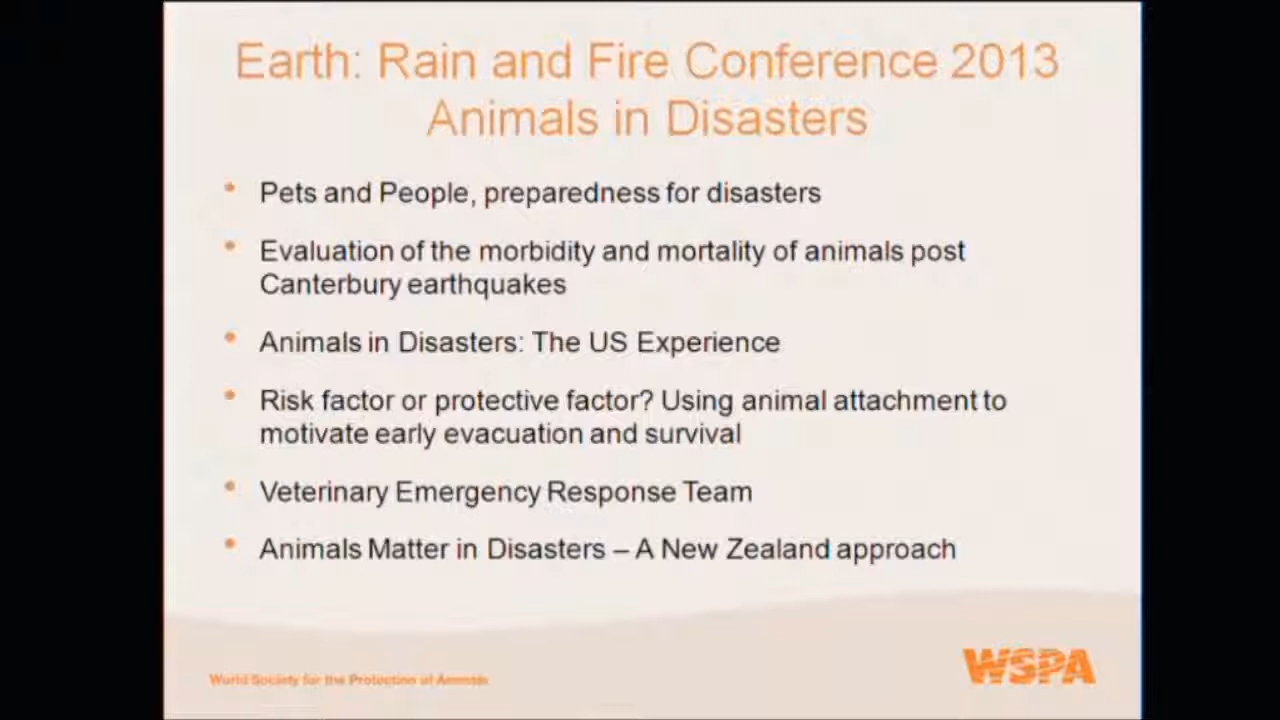 Earth: Rain and Fire Conference 2013
Animals in Disasters
• Pets and People, preparedness for disasters
• Evaluation of the morbidity and mortality of animals post
Canterbury earthquakes
• Animals in Disasters: The US Experience
• Risk factor or protective factor? Using animal attachment to
motivate early evacuation and survival
• Veterinary Emergency Response Team
• Animals Matter in Disasters – A New Zealand approach
World Society for the Protection of Animals
WSPA